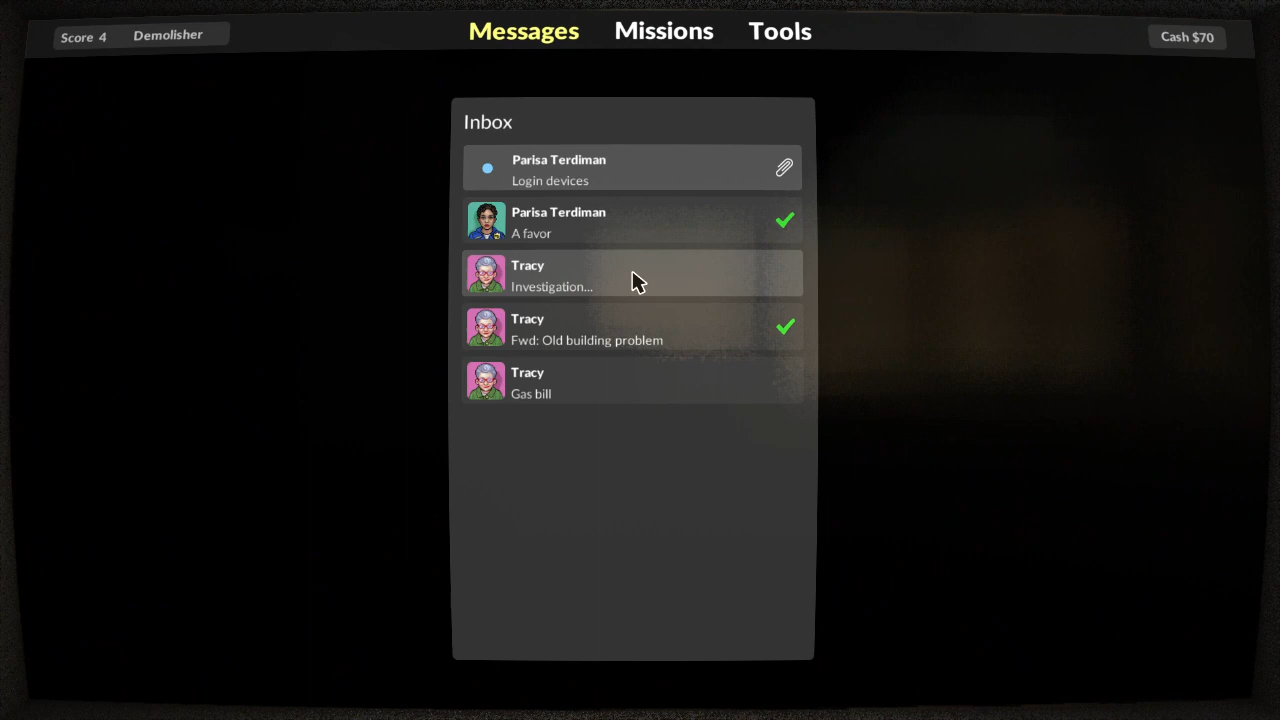 Score 4 Demolisher
Messages Missions Tools
Cash $70
Inbox
Parisa Terdiman
Login devices
Parisa Terdiman
A favor
Tracy
Investigation...
Tracy
Fwd: Old building problem
Tracy
Gas bill